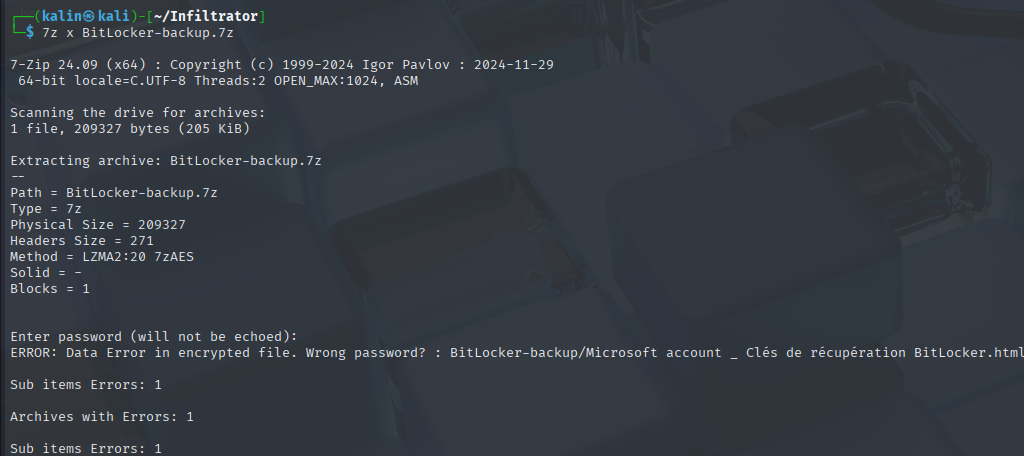 ┌──(kalin㉿kali)-[~/Infiltrator]
└─$ 7z x BitLocker-backup.7z
7-Zip 24.09 (x64) : Copyright (c) 1999-2024 Igor Pavlov : 2024-11-29
64-bit locale=C.UTF-8 Threads:2 OPEN_MAX:1024, ASM
Scanning the drive for archives:
1 file, 209327 bytes (205 KiB)
Extracting archive: BitLocker-backup.7z
--
Path = BitLocker-backup.7z
Type = 7z
Physical Size = 209327
Headers Size = 271
Method = LZMA2:20 7zAES
Solid = -
Blocks = 1
Enter password (will not be echoed):
ERROR: Data Error in encrypted file. Wrong password? : BitLocker-backup/Microsoft account _ Clés de récupération BitLocker.html
Sub items Errors: 1
Archives with Errors: 1
Sub items Errors: 1